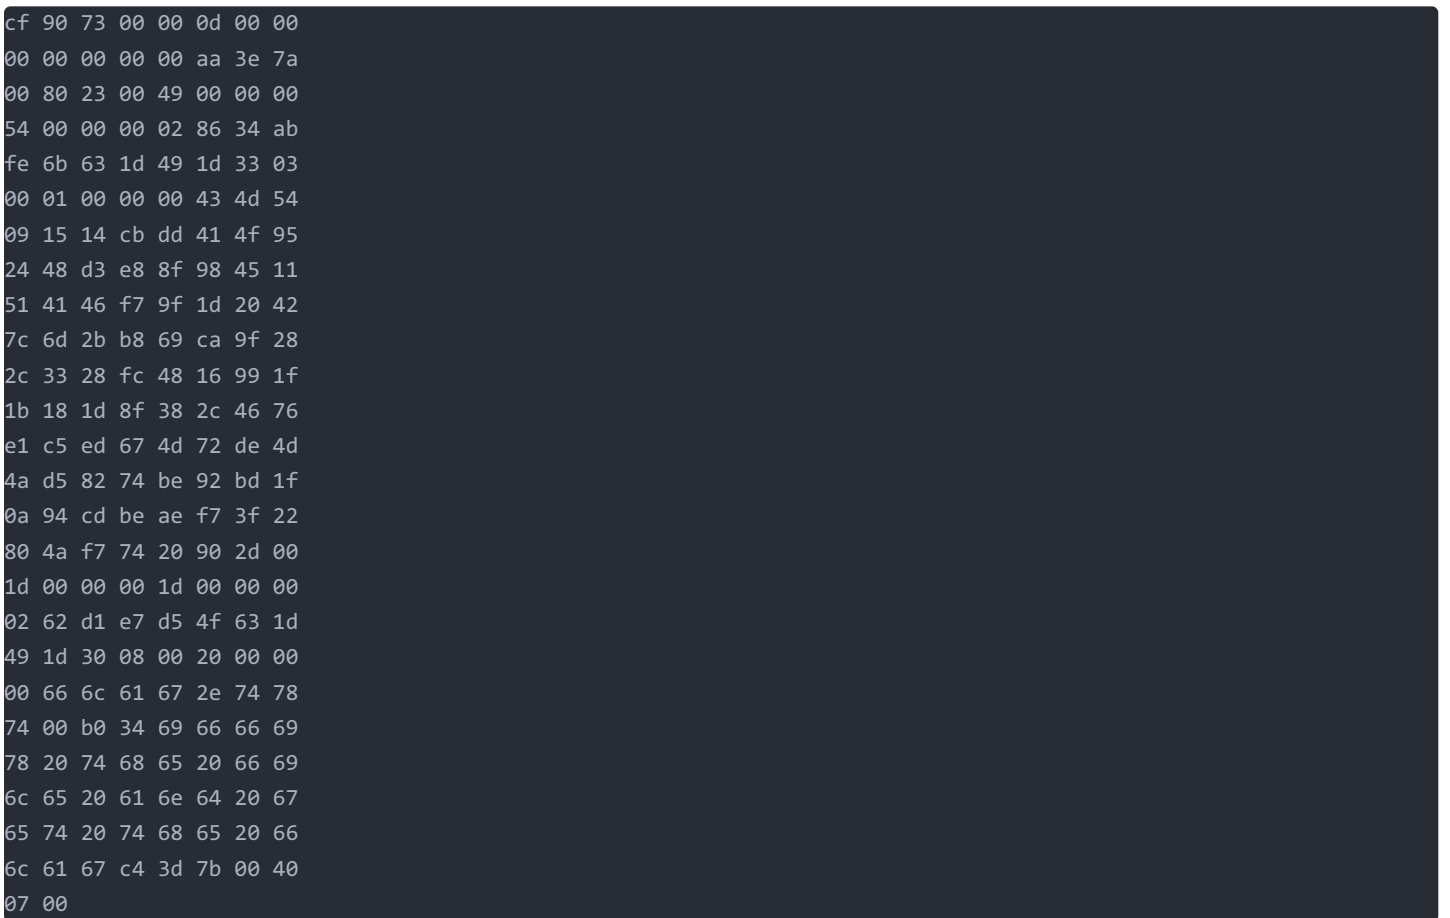 cf 90 73 00 00 0d 00 00
00 00 00 00 00 aa 3e 7a
00 80 23 00 49 00 00 00
54 00 00 00 02 86 34 ab
fe 6b 63 1d 49 1d 33 03
00 01 00 00 00 43 4d 54
09 15 14 cb dd 41 4f 95
24 48 d3 e8 8f 98 45 11
51 41 46 f7 9f 1d 20 42
7c 6d 2b b8 69 ca 9f 28
2c 33 28 fc 48 16 99 1f
1b 18 1d 8f 38 2c 46 76
e1 c5 ed 67 4d 72 de 4d
4a d5 82 74 be 92 bd 1f
0a 94 cd be ae f7 3f 22
80 4a f7 74 20 90 2d 00
1d 00 00 00 1d 00 00 00
02 62 d1 e7 d5 4f 63 1d
49 1d 30 08 00 20 00 00
00 66 6c 61 67 2e 74 78
74 00 b0 34 69 66 66 69
78 20 74 68 65 20 66 69
6c 65 20 61 6e 64 20 67
65 74 20 74 68 65 20 66
6c 61 67 c4 3d 7b 00 40
07 00